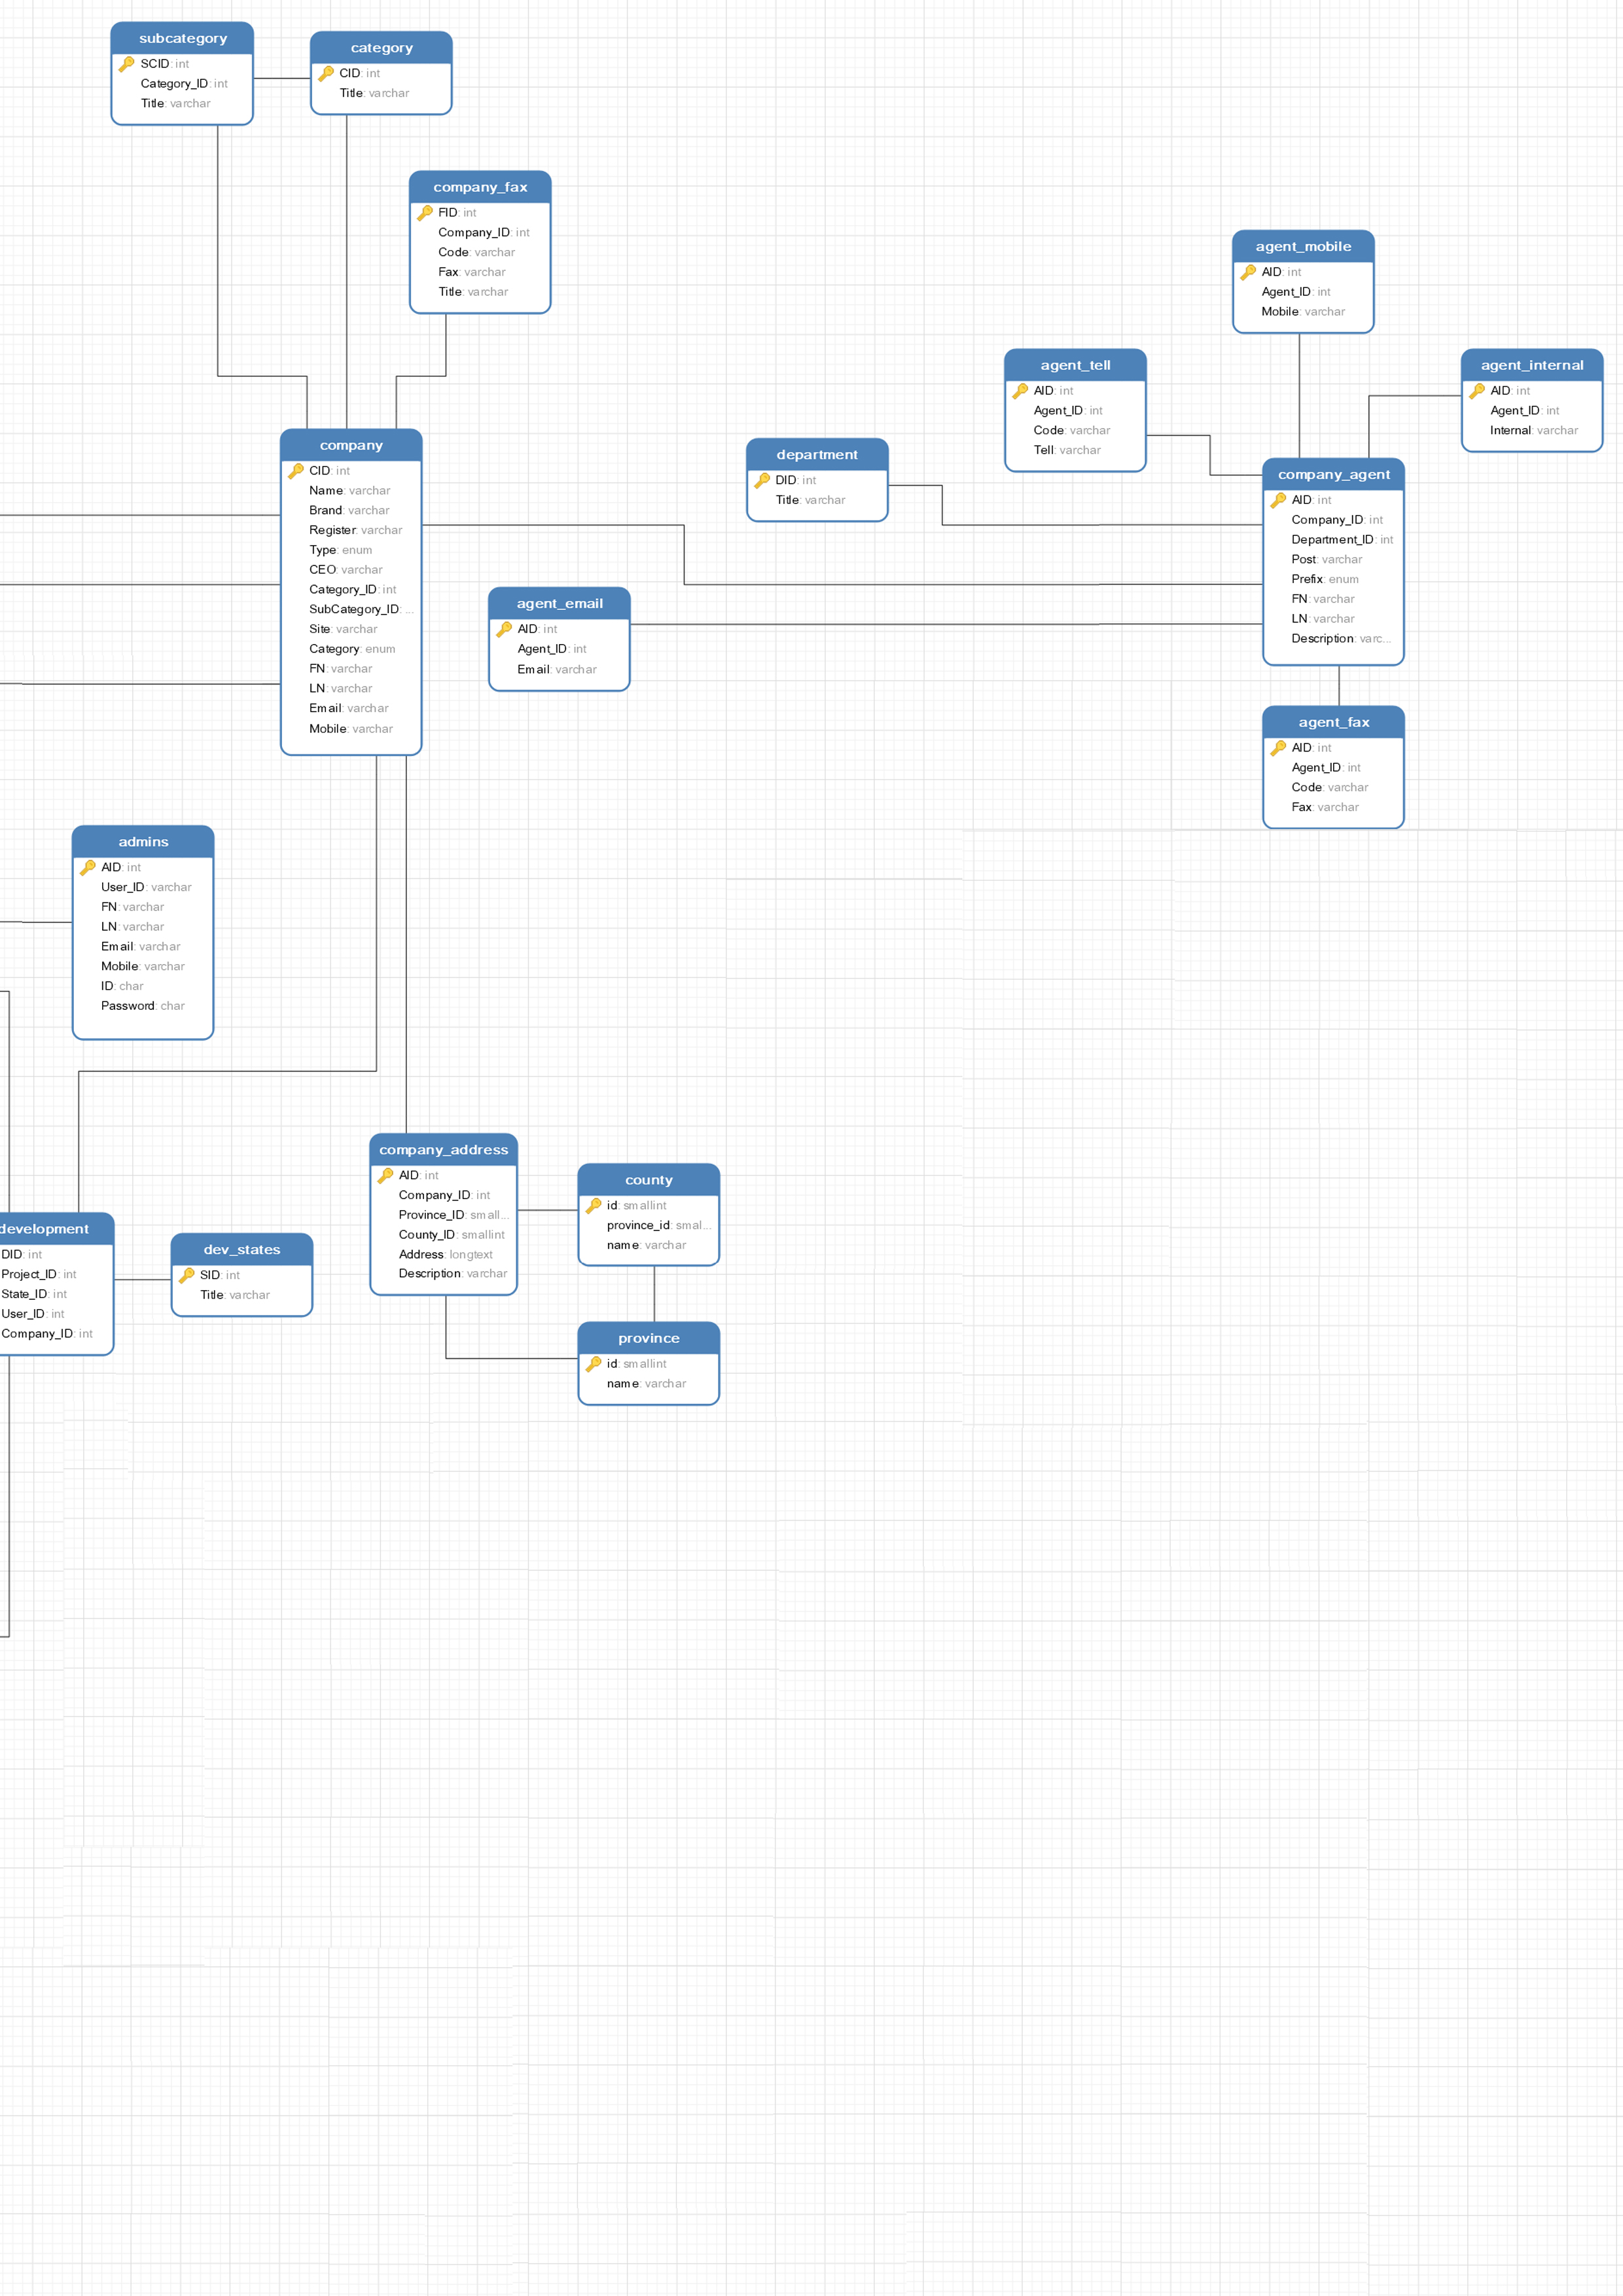 subcategory
SCID: int
Category_ID: int
Title: varchar
category
CID: int
Title: varchar
company_fax
FID: int
Company_ID: int
Code: varchar
Fax: varchar
Title: varchar
agent_mobile
AID: int
Agent_ID: int
Mobile: varchar
agent_tell
AID: int
Agent_ID: int
Code: varchar
Tell: varchar
agent_internal
AID: int
Agent_ID: int
Internal: varchar
company
CID: int
Name: varchar
Brand: varchar
Register: varchar
Type: enum
CEO: varchar
Category_ID: int
SubCategory_ID: ...
Site: varchar
Category: enum
FN: varchar
LN: varchar
Email: varchar
Mobile: varchar
department
DID: int
Title: varchar
company_agent
AID: int
Company_ID: int
Department_ID: int
Post: varchar
Prefix: enum
FN: varchar
LN: varchar
Description: varc...
agent_email
AID: int
Agent_ID: int
Email: varchar
agent_fax
AID: int
Agent_ID: int
Code: varchar
Fax: varchar
admins
AID: int
User_ID: varchar
FN: varchar
LN: varchar
Email: varchar
Mobile: varchar
ID: char
Password: char
company_address
AID: int
Company_ID: int
Province_ID: small...
County_ID: smallint
Address: longtext
Description: varchar
county
id: smallint
province_id: smal...
name: varchar
development
DID: int
Project_ID: int
State_ID: int
User_ID: int
Company_ID: int
dev_states
SID: int
Title: varchar
province
id: smallint
name: varchar